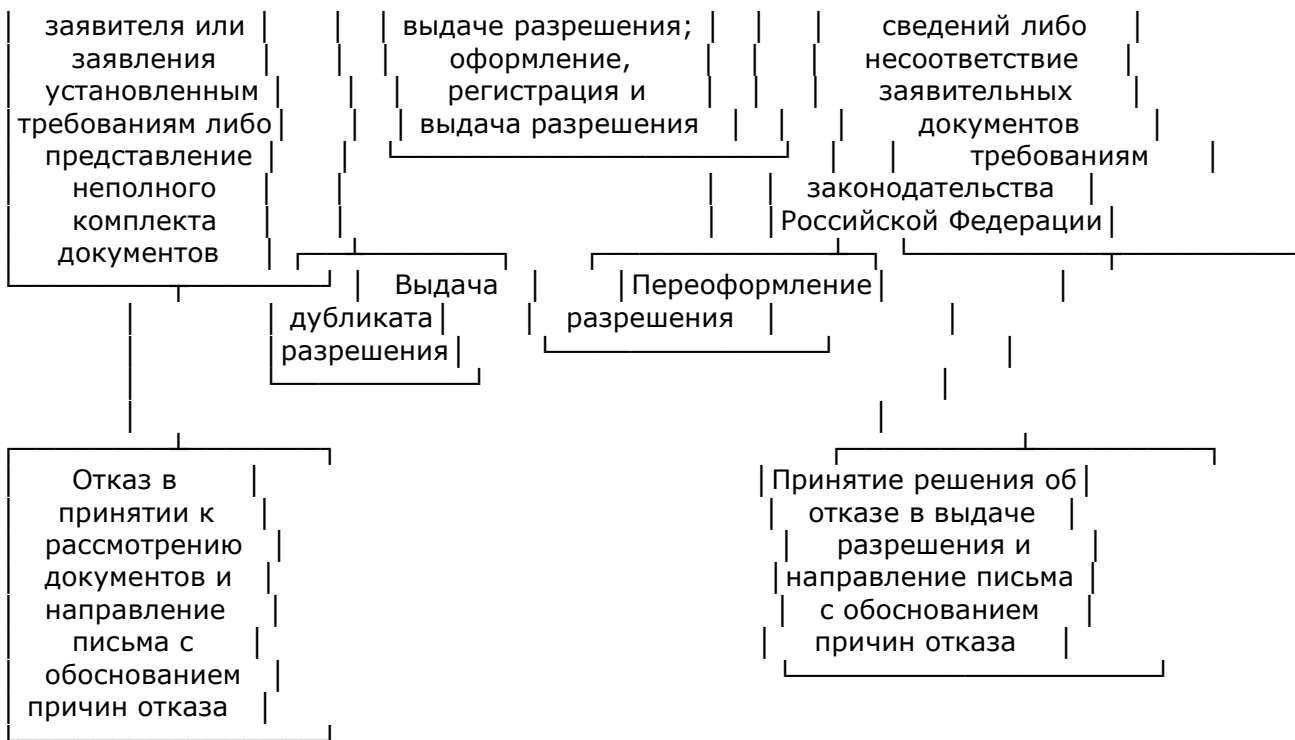 заявителя или выдаче разрешения; сведений либо
заявления оформление, несоответствие
установленным регистрация и заявительных
требованиям либо выдача разрешения документов
представление требованиям
неполного законодательства
комплекта Российской Федерации
документов
Выдача Переоформление
дубликата разрешения
разрешения
Отказ в Принятие решения об
принятии к отказе в выдаче
рассмотрению разрешения и
документов и направление письма
направление с обоснованием
письма с причин отказа
обоснованием
причин отказа